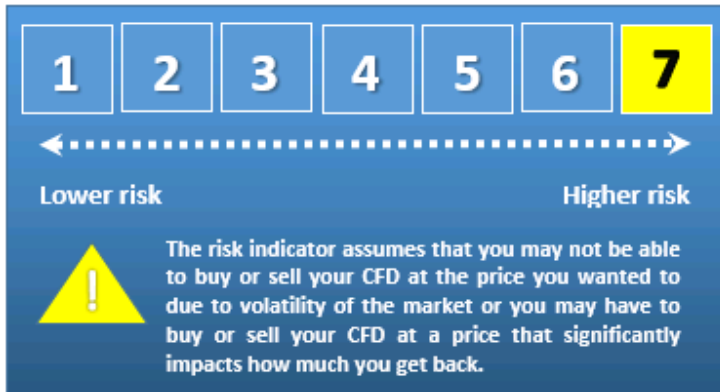 1 2 3 4 5 6 7
Lower risk Higher risk
!
The risk indicator assumes that you may not be able
to buy or sell your CFD at the price you wanted to
due to volatility of the market or you may have to
buy or sell your CFD at a price that significantly
impacts how much you get back.